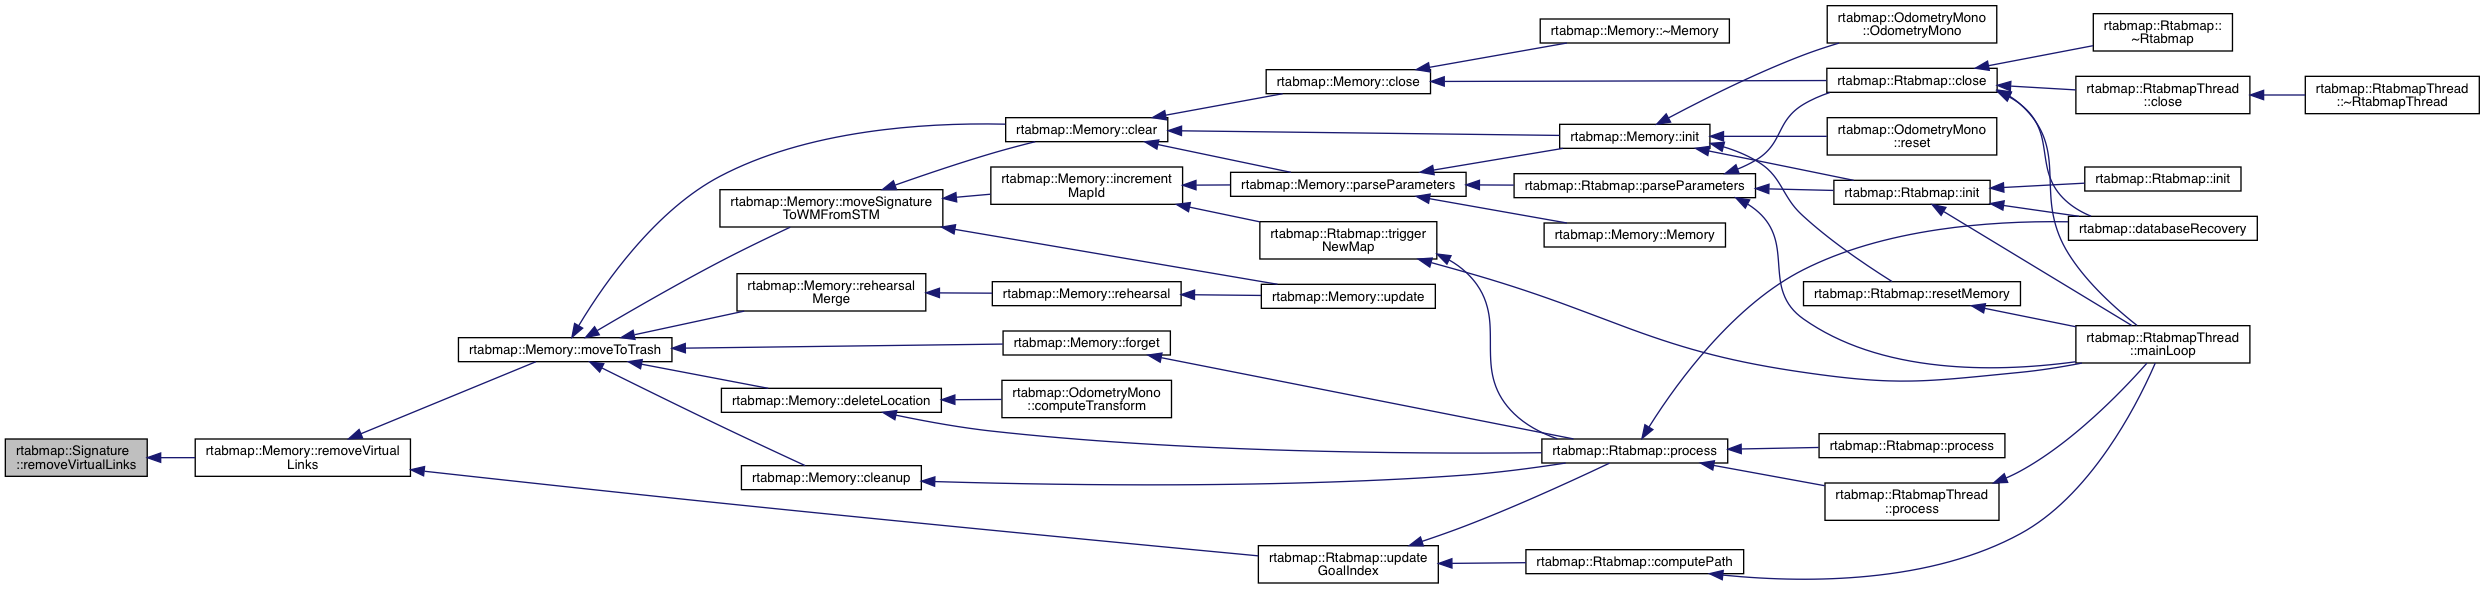 rtabmap::Signature
::removeVirtualLinks
rtabmap::Memory::removeVirtual
Links
rtabmap::Memory::moveToTrash
rtabmap::Memory::moveSignature
ToWMFromSTM
rtabmap::Memory::rehearsal
Merge
rtabmap::Memory::deleteLocation
rtabmap::Memory::cleanup
rtabmap::Memory::clear
rtabmap::Memory::increment
MapId
rtabmap::Memory::rehearsal
rtabmap::Memory::forget
rtabmap::OdometryMono
::computeTransform
rtabmap::Memory::close
rtabmap::Memory::parseParameters
rtabmap::Rtabmap::trigger
NewMap
rtabmap::Memory::update
rtabmap::Rtabmap::update
GoalIndex
rtabmap::Memory::~Memory
rtabmap::Memory::init
rtabmap::Rtabmap::parseParameters
rtabmap::Memory::Memory
rtabmap::Rtabmap::process
rtabmap::Rtabmap::computePath
rtabmap::OdometryMono
::OdometryMono
rtabmap::Rtabmap::close
rtabmap::OdometryMono
::reset
rtabmap::Rtabmap::init
rtabmap::Rtabmap::resetMemory
rtabmap::Rtabmap::process
rtabmap::RtabmapThread
::process
rtabmap::Rtabmap::
~Rtabmap
rtabmap::RtabmapThread
::close
rtabmap::Rtabmap::init
rtabmap::databaseRecovery
rtabmap::RtabmapThread
::mainLoop
rtabmap::RtabmapThread
::~RtabmapThread